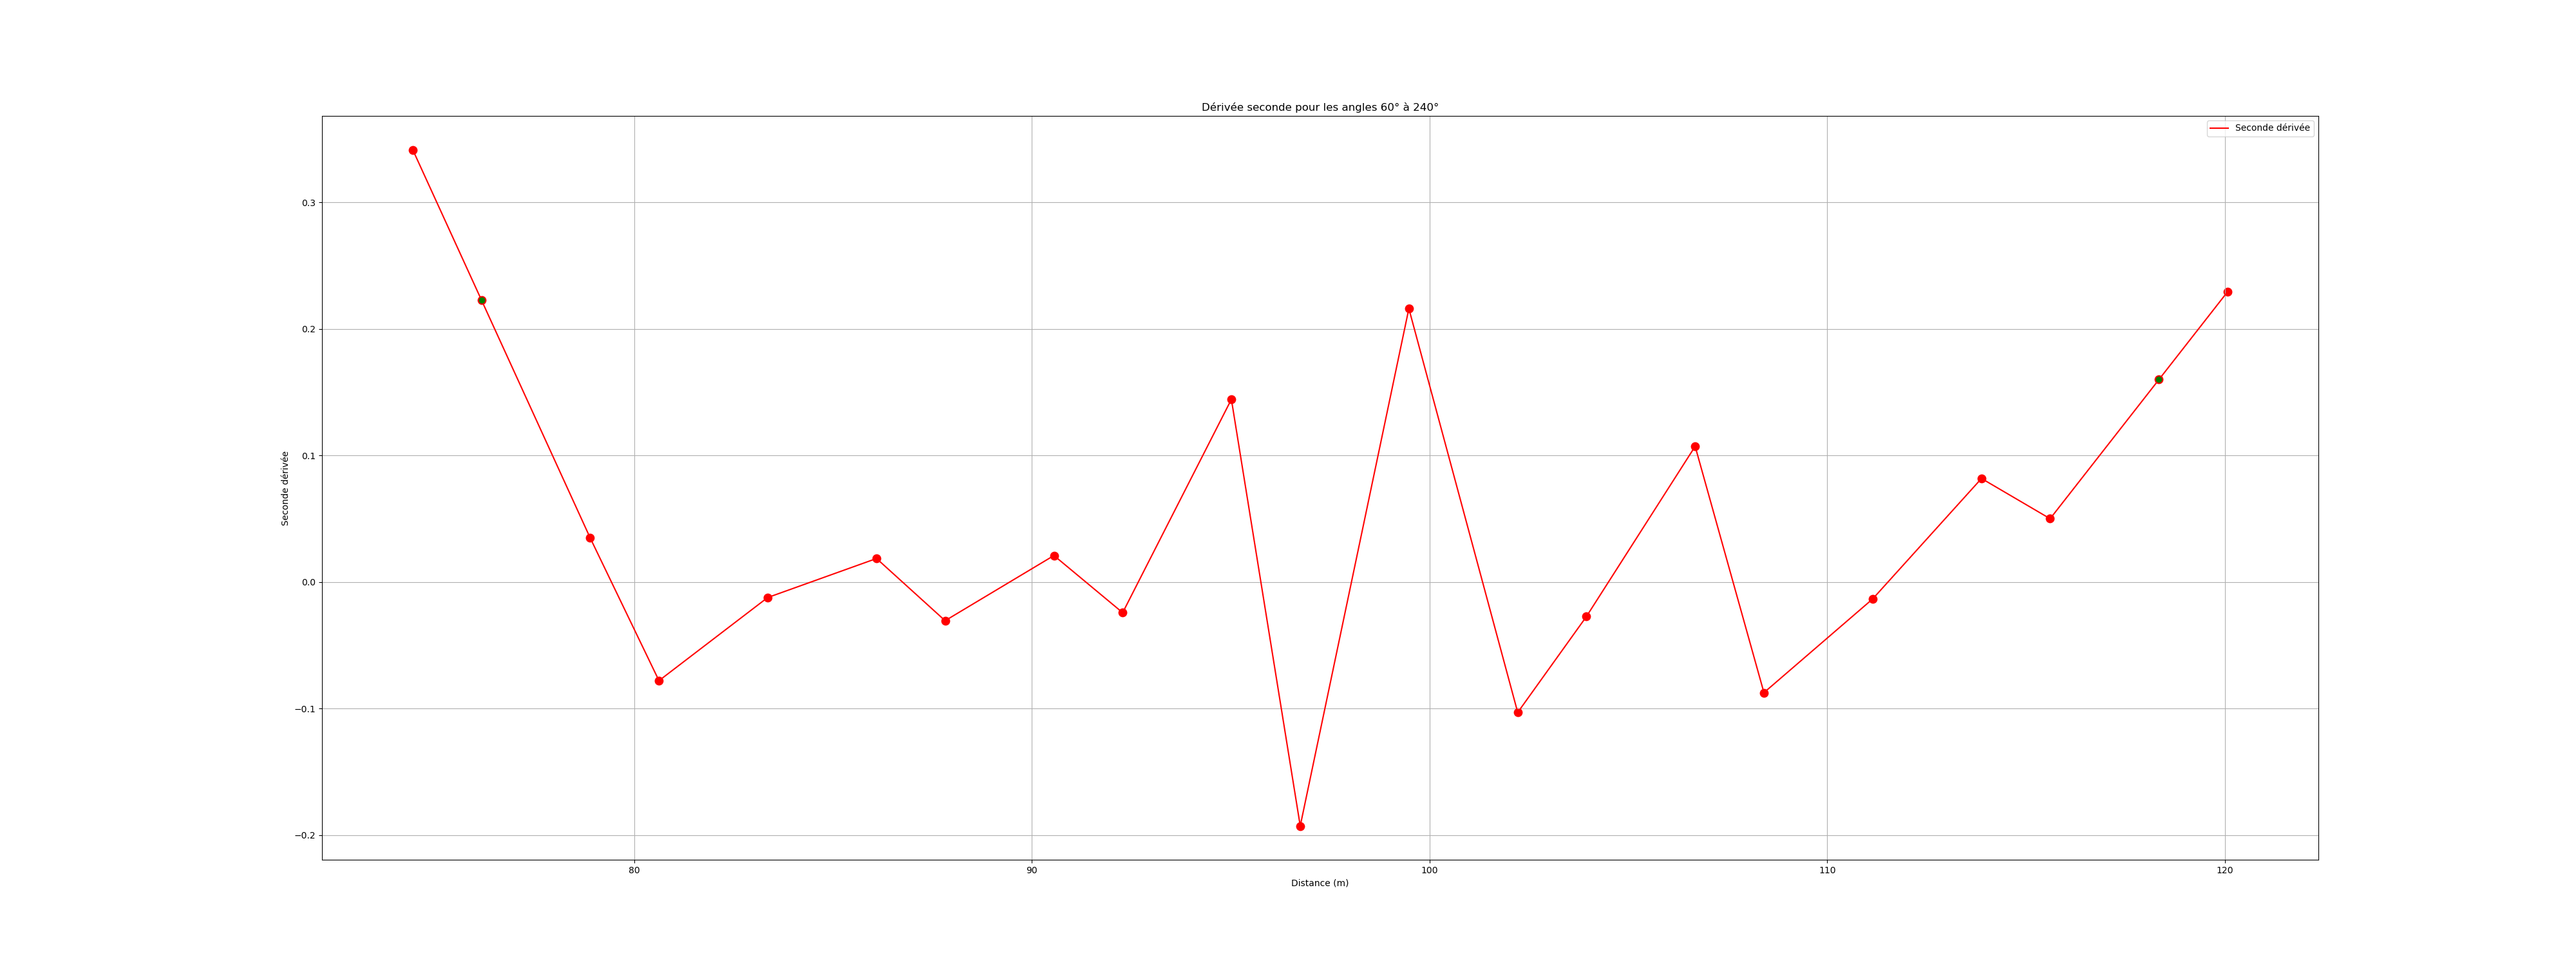 Dérivée seconde pour les angles 60° à 240°
Seconde dérivée
0.3
0.2
0.1
0.0
−0.1
−0.2
Seconde dérivée
80
90
100
110
120
Distance (m)